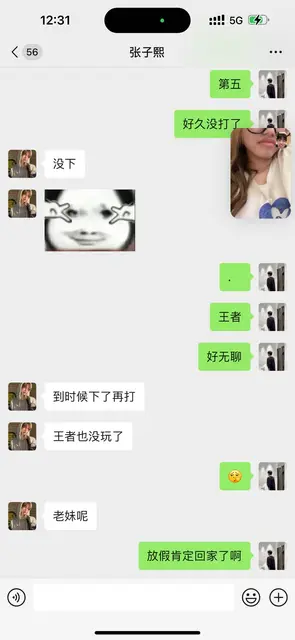 12:31
5G
56
张子熙
第五
好久没打了
没下
.
王者
好无聊
到时候下了再打
王者也没玩了
老妹呢
放假肯定回家了啊